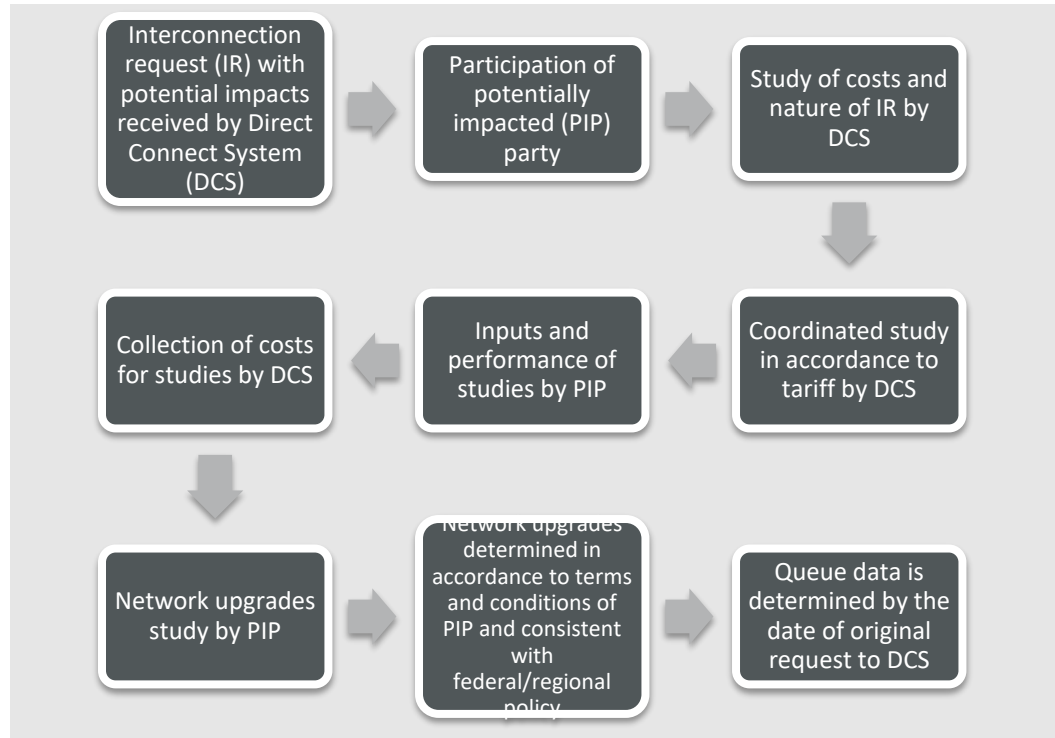 Interconnection
request (IR) with
potential impacts
received by Direct
Connect System
(DCS)
Participation of
potentially
impacted (PIP)
party
Study of costs and
nature of IR by
DCS
Coordinated study
in accordance to
tariff by DCS
Inputs and
performance of
studies by PIP
Collection of costs
for studies by DCS
Network upgrades
study by PIP
Network upgrades
determined in
accordance to terms
and conditions of
PIP and consistent
with
federal/regional
policy
Queue data is
determined by the
date of original
request to DCS